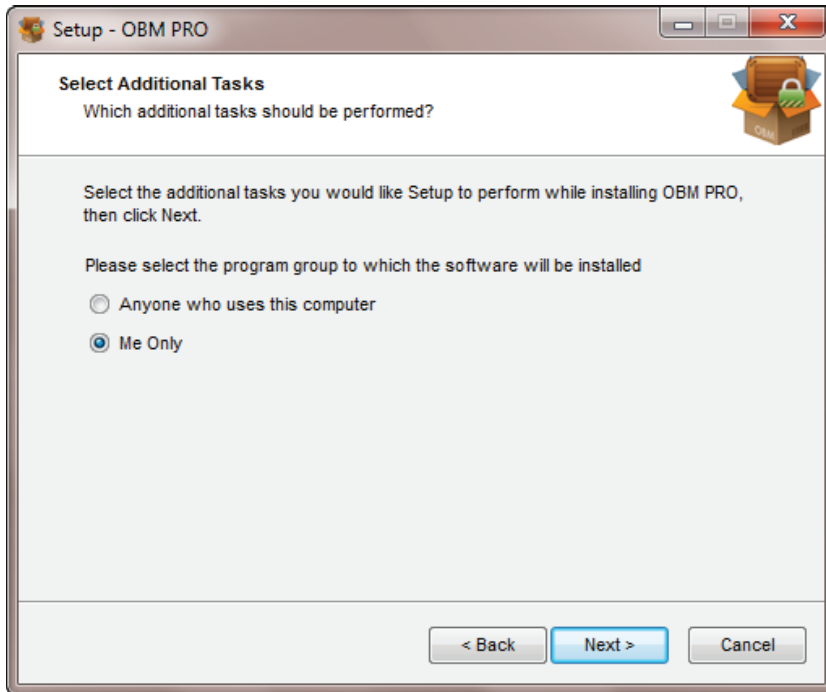 Setup - OBM PRO
Select Additional Tasks
Which additional tasks should be performed?
OBM
Select the additional tasks you would like Setup to perform while installing OBM PRO,
then click Next.
Please select the program group to which the software will be installed
Anyone who uses this computer
Me Only
< Back
Next >
Cancel